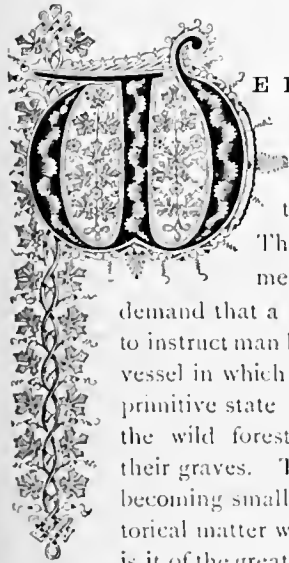 W E
t
Th
me
demand that a
to instruct man
vessel in which
primitive state
the wild forest
their graves. T
becoming small
torical matter w
is it of the great